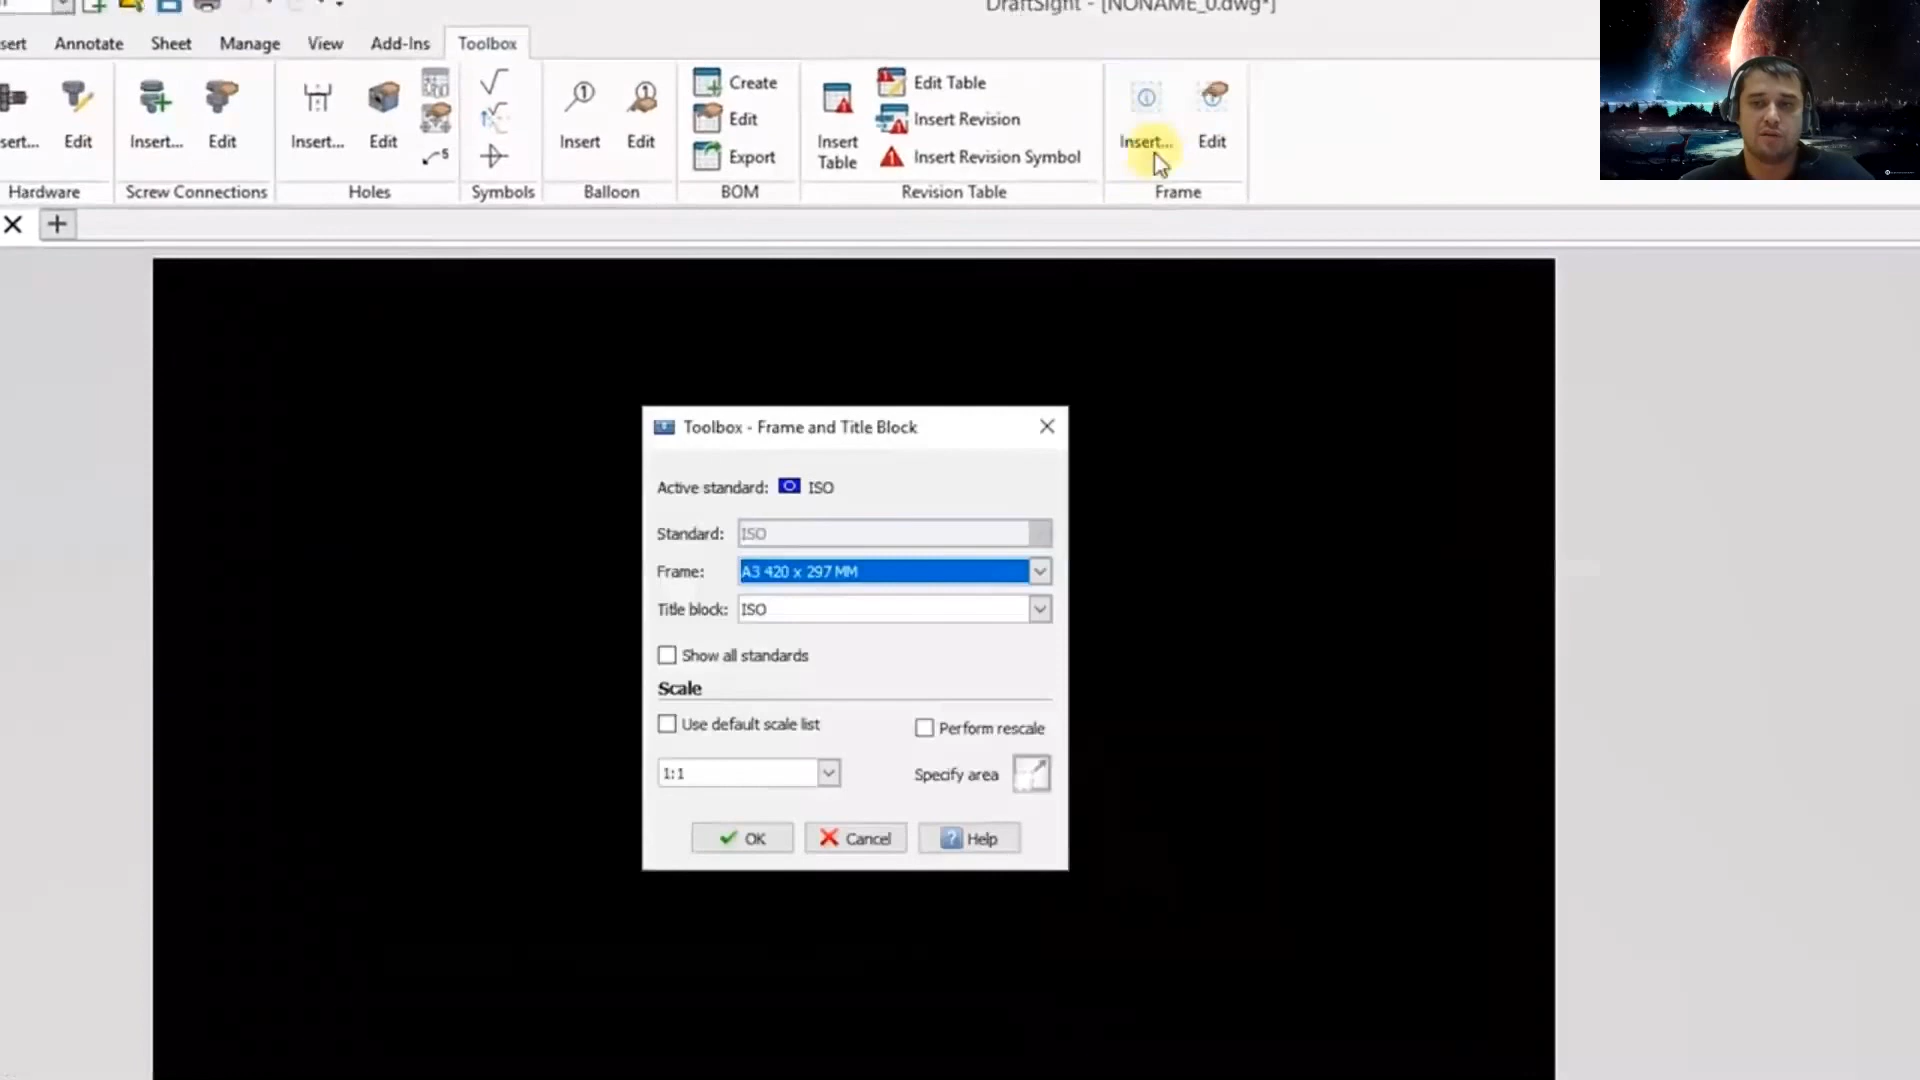 DraftSight - [NONAME_0.dwg*]
sert Annotate Sheet Manage View Add-Ins Toolbox
sert... Edit
Hardware
Insert... Edit
Screw Connections
Insert... Edit
5
Holes
Symbols
1 1
Insert Edit
Balloon
Create
Edit
Export
BOM
Insert Table
Edit Table
Insert Revision
Insert Revision Symbol
Revision Table
Insert... Edit
Frame
Toolbox - Frame and Title Block
Active standard: ISO
Standard: ISO
Frame: A3 420 x 297 MM
Title block: ISO
Show all standards
Scale
Use default scale list
Perform rescale
1:1
Specify area
OK Cancel Help